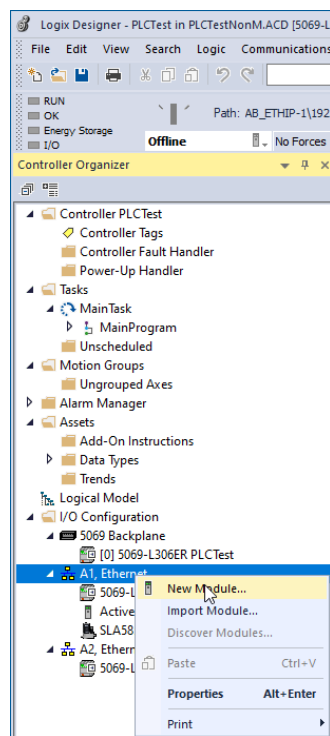 Logix Designer - PLCTest in PLCTestNonM.ACD [5069-L
File Edit View Search Logic Communications
RUN
OK
Energy Storage
I/O
Path: AB_ETHIP-1\192
Offline
No Forces
Controller Organizer
Controller PLCTest
Controller Tags
Controller Fault Handler
Power-Up Handler
Tasks
MainTask
MainProgram
Unscheduled
Motion Groups
Ungrouped Axes
Alarm Manager
Assets
Add-On Instructions
Data Types
Trends
Logical Model
I/O Configuration
5069 Backplane
[0] 5069-L306ER PLCTest
A1, Ethernet
5069-L
Active
SLA58
A2, Ethern
5069-L
New Module...
Import Module...
Discover Modules...
Paste Ctrl+V
Properties Alt+Enter
Print